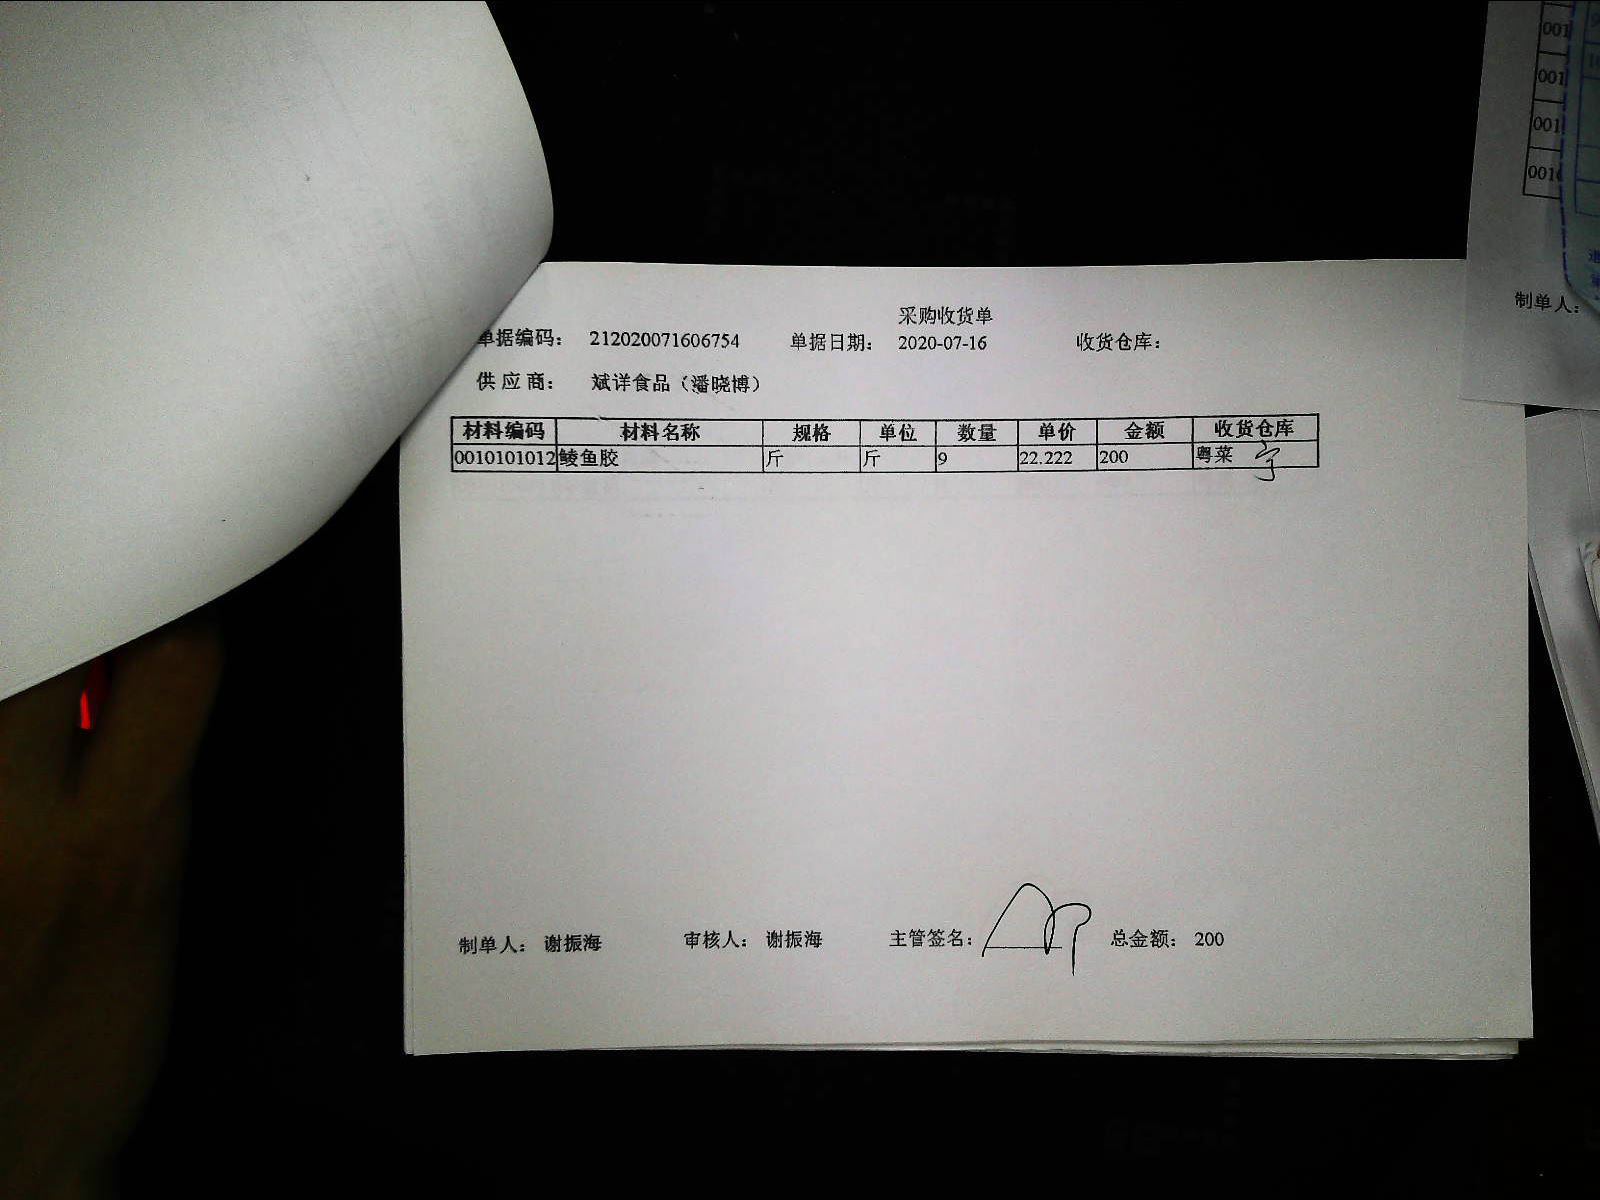 采购收货单
单据编码： 212020071606754 单据日期： 2020-07-16 收货仓库：
供 应 商： 斌详食品（潘晓博）
材料编码 材料名称 规格 单位 数量 单价 金额 收货仓库
0010101012 鲮鱼胶 斤 斤 9 22.222 200 粤菜
制单人： 谢振海 审核人： 谢振海 主管签名： 总金额： 200
001
001
001
001
制单人：